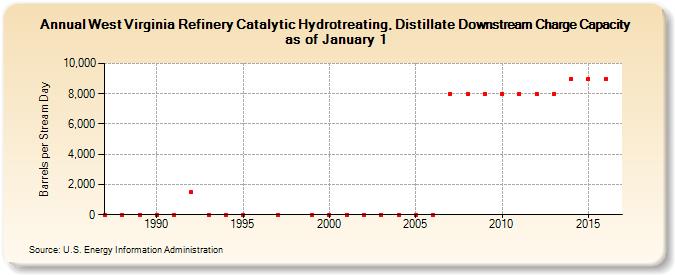 Annual West Virginia Refinery Catalytic Hydrotreating, Distillate Downstream Charge Capacity
as of January 1
Barrels per Stream Day
10,000
8,000
6,000
4,000
2,000
0
1990 1995 2000 2005 2010 2015
Source: U.S. Energy Information Administration